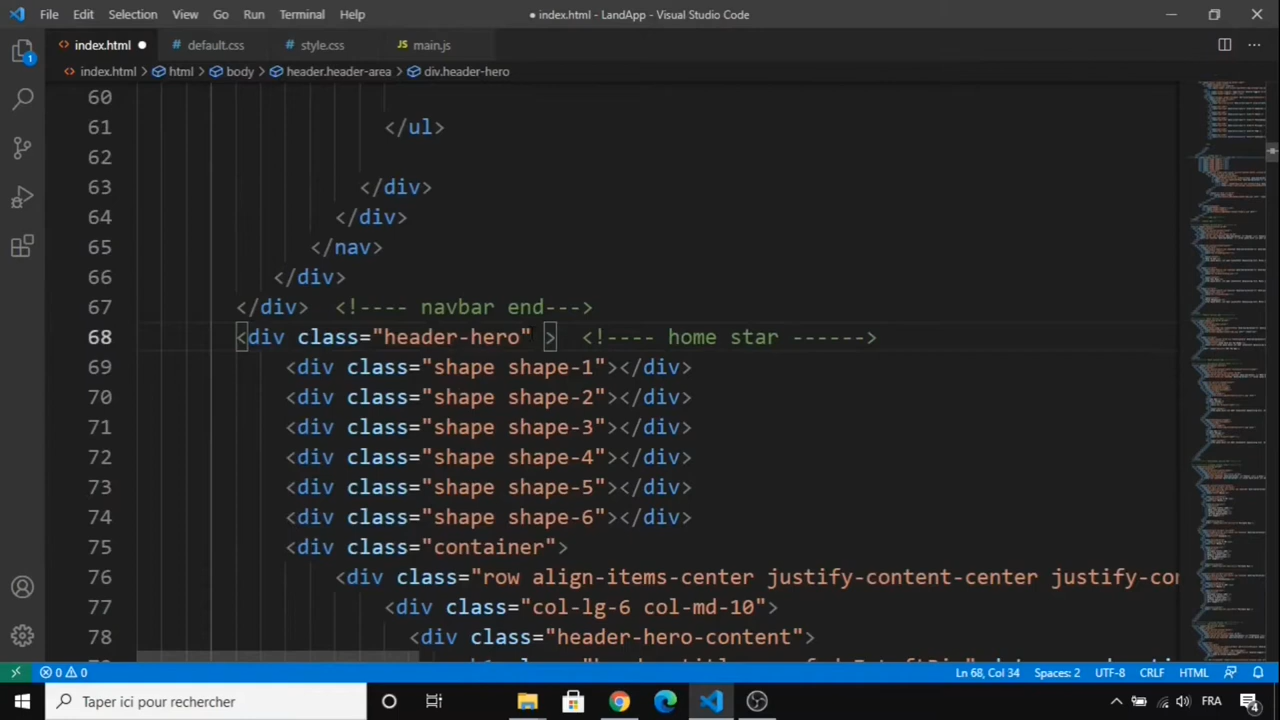 File Edit Selection View Go Run Terminal Help ● index.html - LandApp - Visual Studio Code
<> index.html ● # default.css # style.css JS main.js
<> index.html > html > body > header.header-area > div.header-hero
60
61 </ul>
62
63 </div>
64 </div>
65 </nav>
66 </div>
67 </div> <!---- navbar end--->
68 <div class="header-hero" > <!---- home star ------>
69 <div class="shape shape-1"></div>
70 <div class="shape shape-2"></div>
71 <div class="shape shape-3"></div>
72 <div class="shape shape-4"></div>
73 <div class="shape shape-5"></div>
74 <div class="shape shape-6"></div>
75 <div class="container">
76 <div class="row align-items-center justify-content-center justify-con
77 <div class="col-lg-6 col-md-10">
78 <div class="header-hero-content">
1
0 0 Ln 68, Col 34 Spaces: 2 UTF-8 CRLF HTML
Taper ici pour rechercher FRA 4